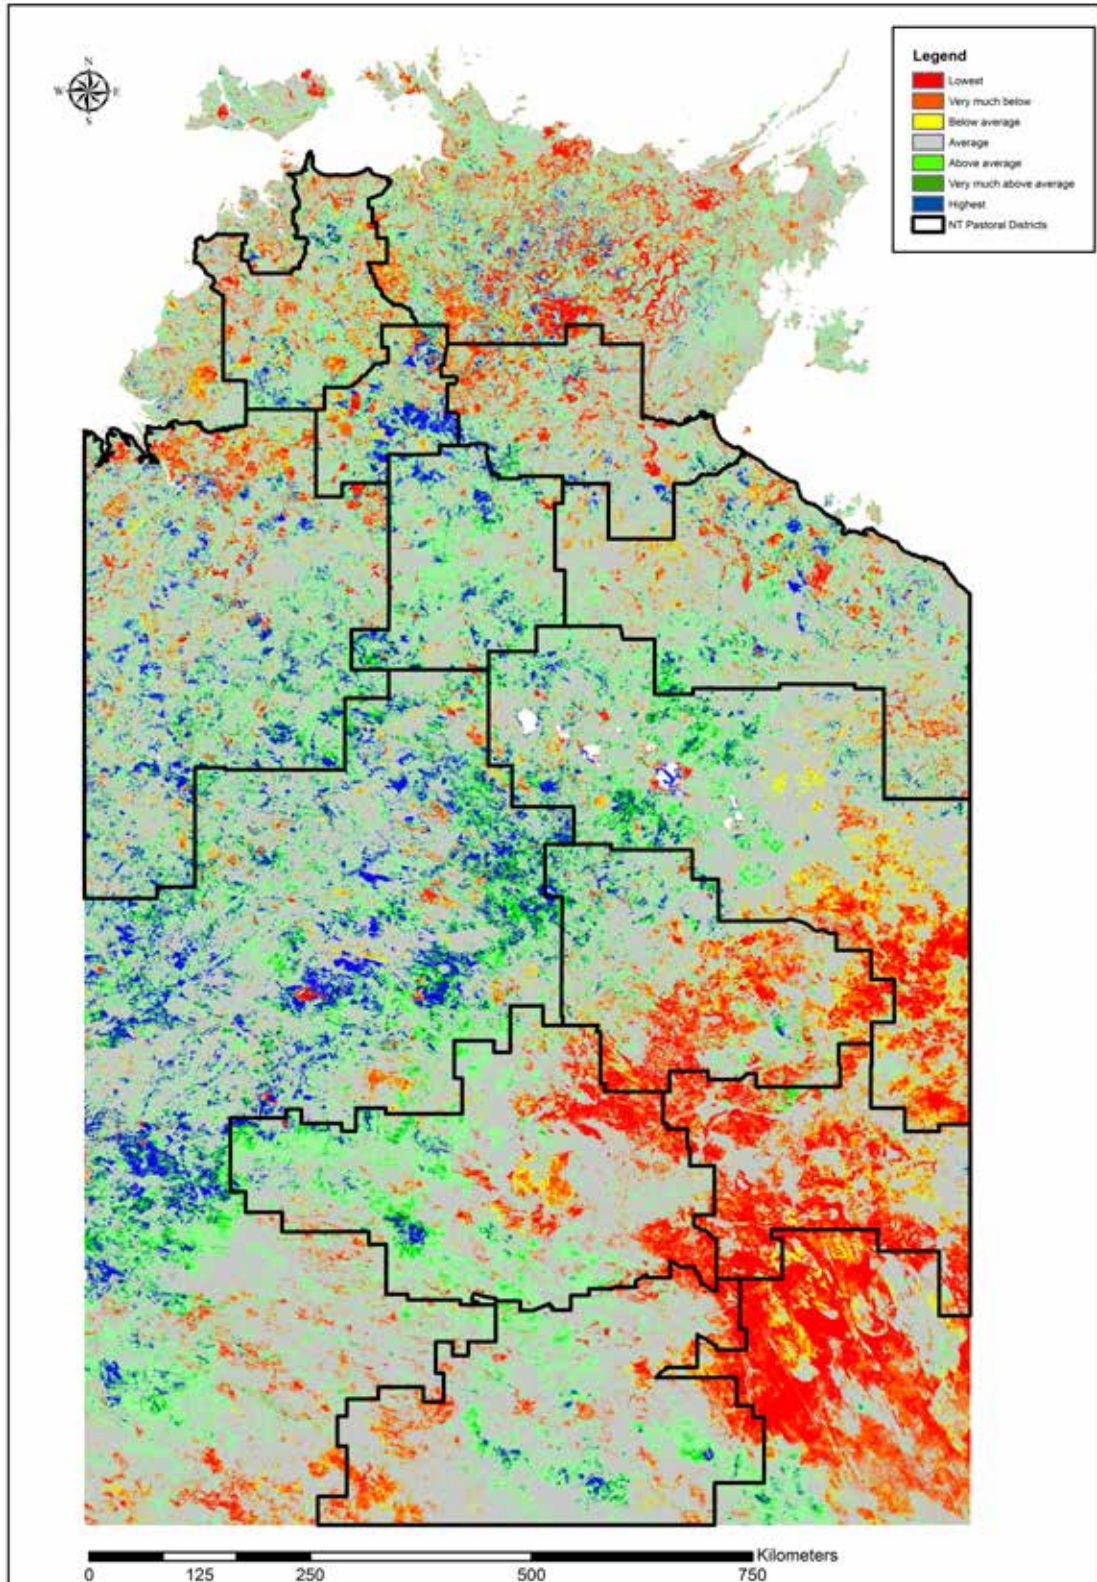 N
W E
S
Legend
Lowest
Very much below
Below average
Average
Above average
Very much above average
Highest
NT Pastoral Districts
Kilometers
0 125 250 500 750